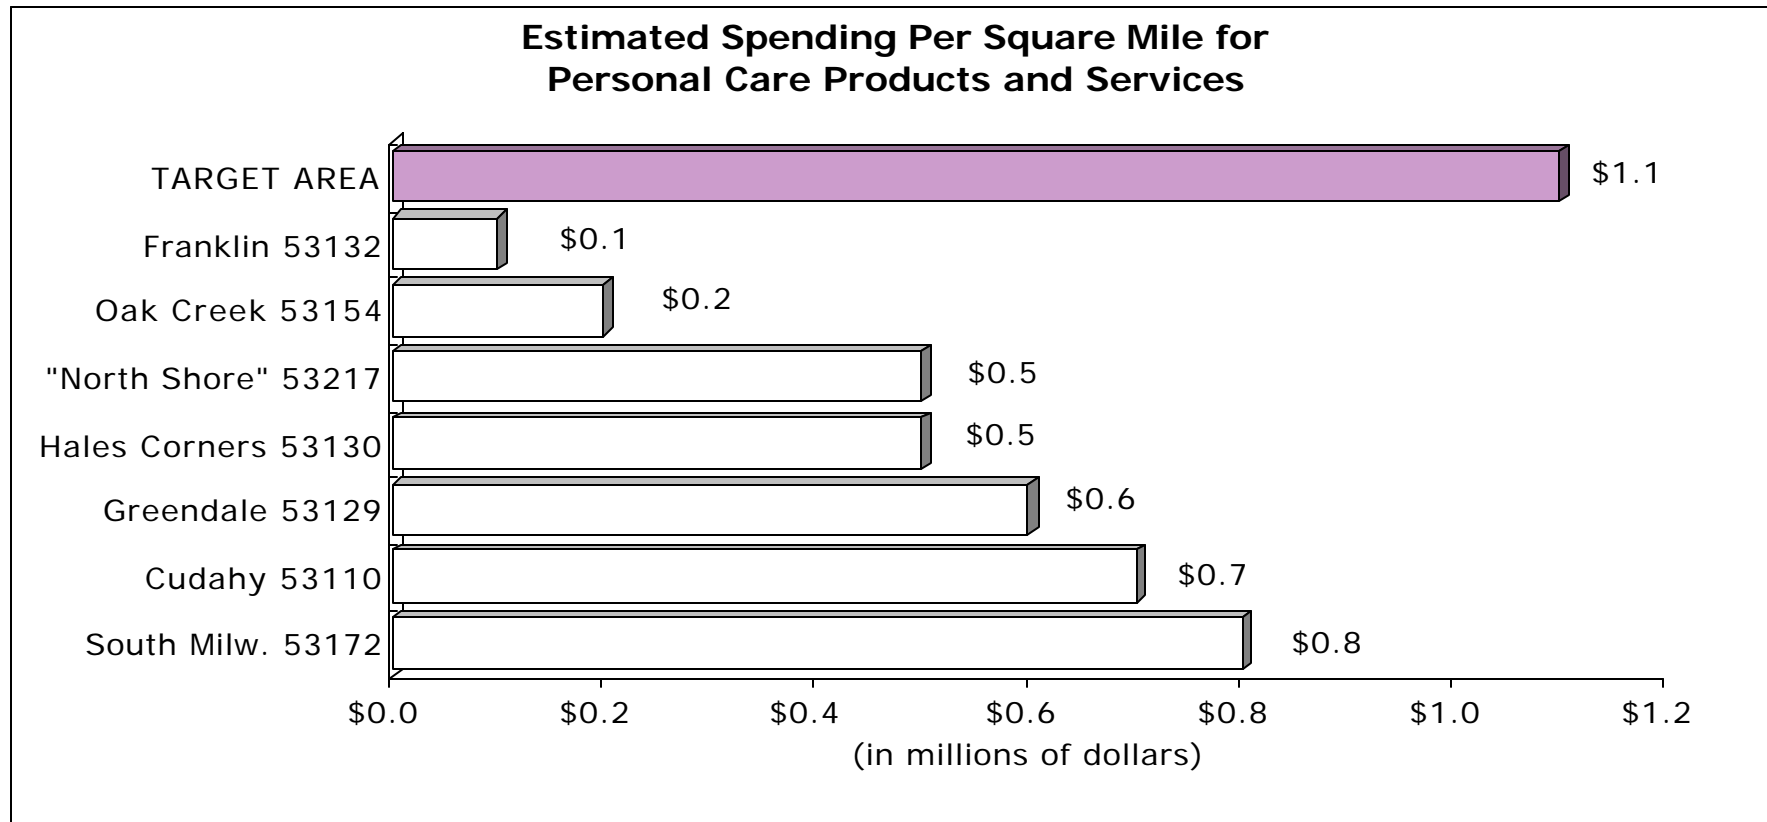 Estimated Spending Per Square Mile for
Personal Care Products and Services
TARGET AREA $1.1
Franklin 53132 $0.1
Oak Creek 53154 $0.2
"North Shore" 53217 $0.5
Hales Corners 53130 $0.5
Greendale 53129 $0.6
Cudahy 53110 $0.7
South Milw. 53172 $0.8
$0.0 $0.2 $0.4 $0.6 $0.8 $1.0 $1.2
(in millions of dollars)